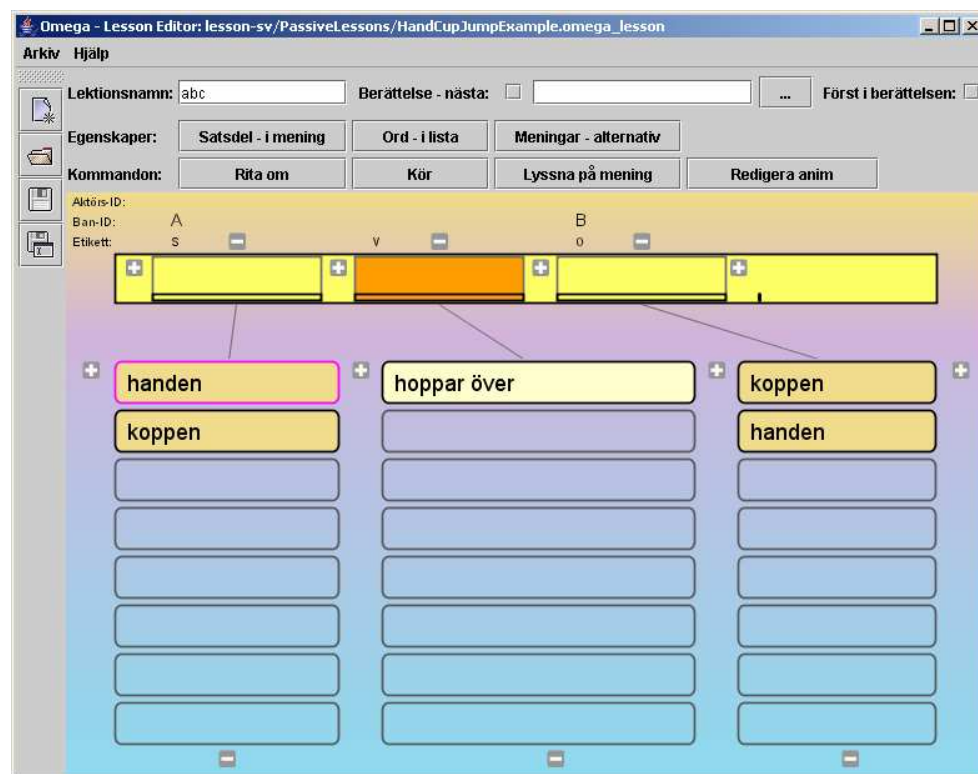 Omega - Lesson Editor: lesson-sv/PassiveLessons/HandCupJumpExample.omega_lesson
Arkiv Hjälp
Lektionsnamn: abc Berättelse - nästa: ... Först i berättelsen:
Egenskaper: Satsdel - i mening Ord - i lista Meningar - alternativ
Kommandon: Rita om Kör Lyssna på mening Redigera anim
Aktörs-ID:
Ban-ID: A B
Etikett: S V O
handen hoppar över koppen
koppen handen